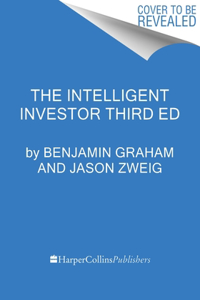 COVER TO BE
REVEALED
THE INTELLIGENT
INVESTOR THIRD ED
by BENJAMIN GRAHAM
AND JASON ZWEIG
HarperCollinsPublishers